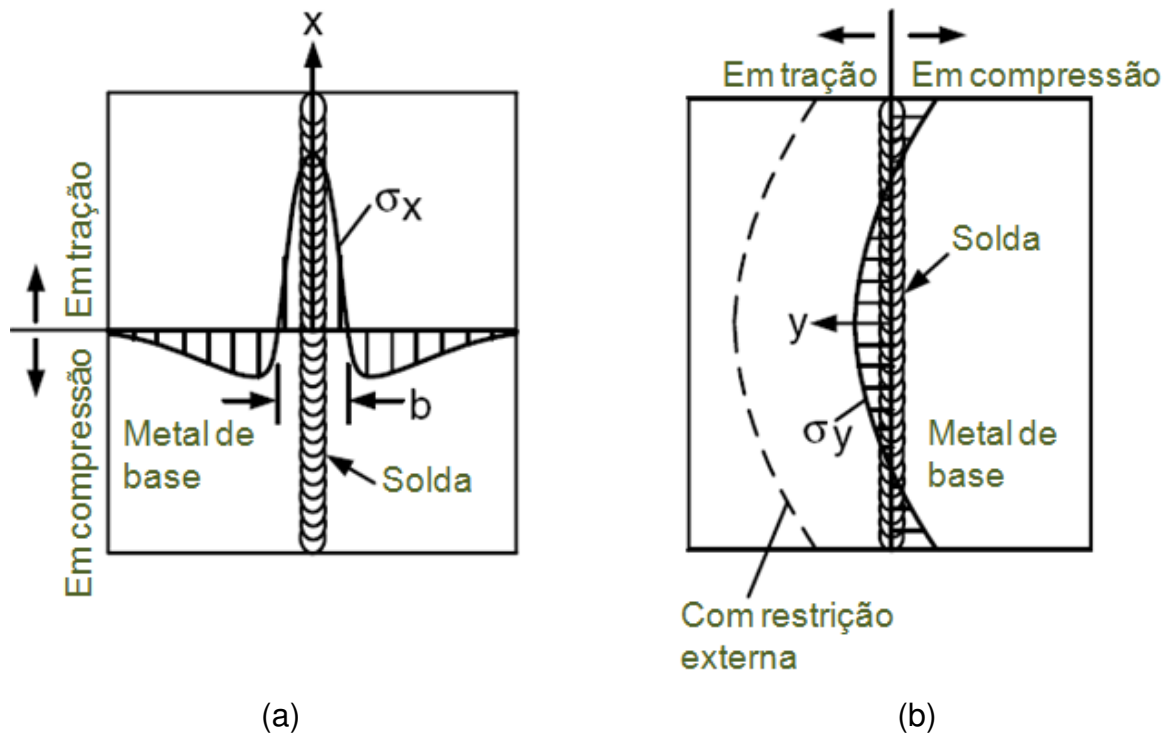 x
Em tração
σx
Em compressão
b
Metal de
base
Solda
(a)
Em tração
Em compressão
Solda
y
σy
Metal de
base
Com restrição
externa
(b)